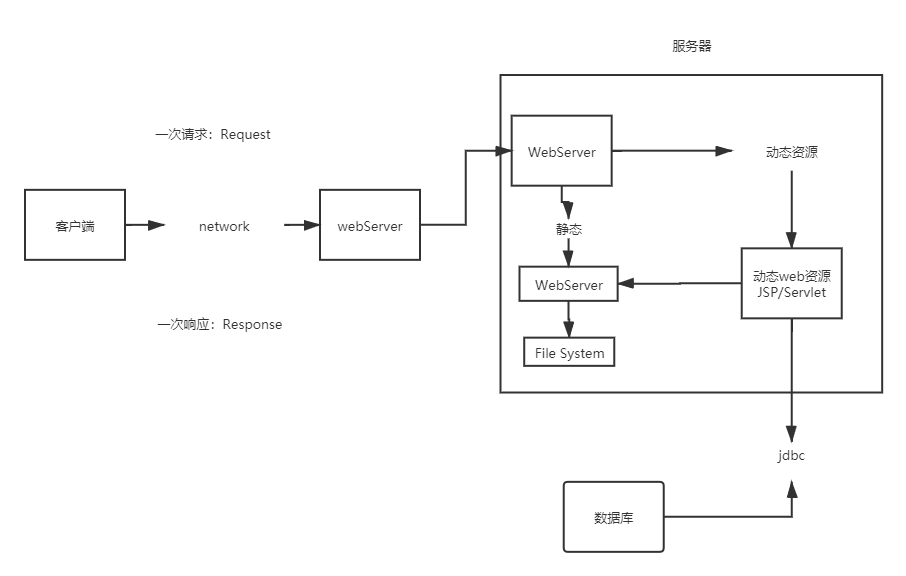 服务器
一次请求：Request
WebServer
动态资源
客户端
network
webServer
静态
动态web资源
JSP/Servlet
WebServer
一次响应：Response
File System
jdbc
数据库